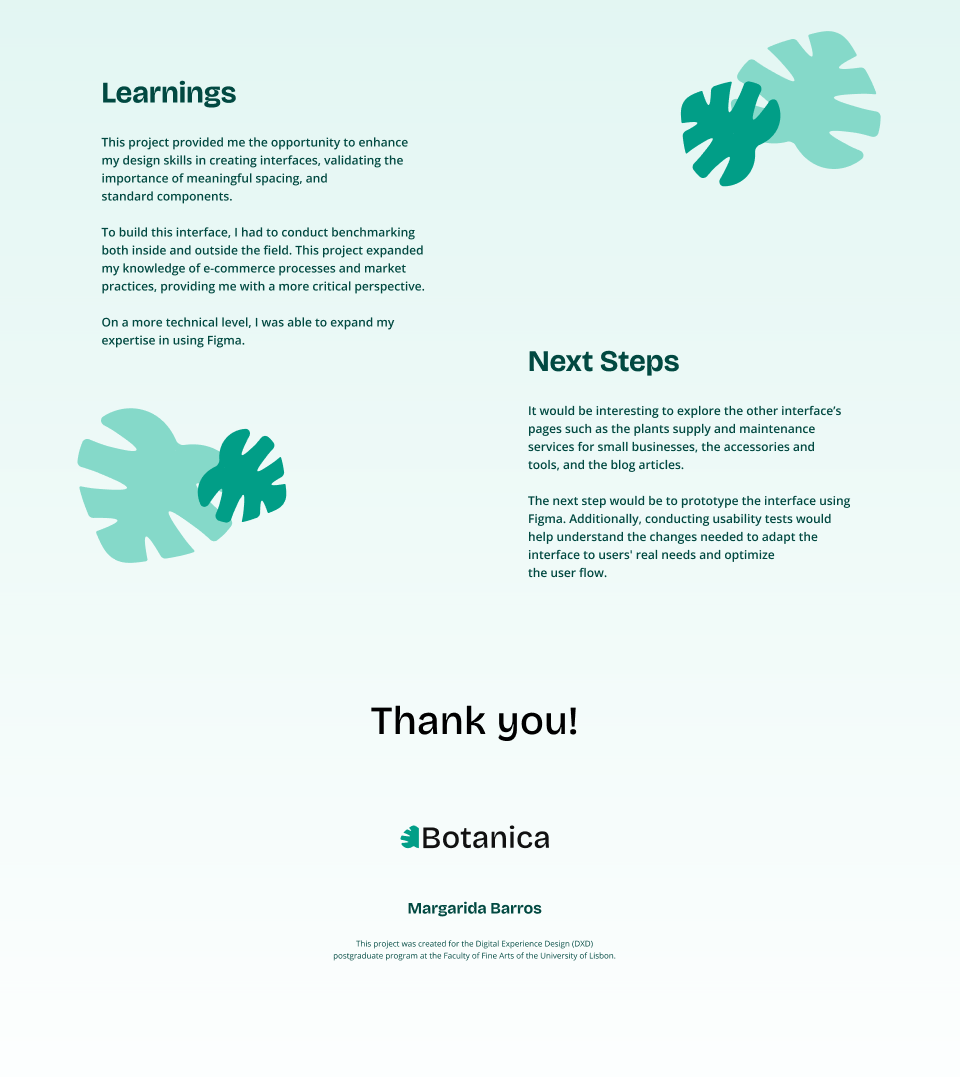 Learnings
This project provided me the opportunity to enhance
my design skills in creating interfaces, validating the
importance of meaningful spacing, and
standard components.
To build this interface, I had to conduct benchmarking
both inside and outside the field. This project expanded
my knowledge of e-commerce processes and market
practices, providing me with a more critical perspective.
On a more technical level, I was able to expand my
expertise in using Figma.
Next Steps
It would be interesting to explore the other interface’s
pages such as the plants supply and maintenance
services for small businesses, the accessories and
tools, and the blog articles.
The next step would be to prototype the interface using
Figma. Additionally, conducting usability tests would
help understand the changes needed to adapt the
interface to users' real needs and optimize
the user flow.
Thank you!
Botanica
Margarida Barros
This project was created for the Digital Experience Design (DXD)
postgraduate program at the Faculty of Fine Arts of the University of Lisbon.